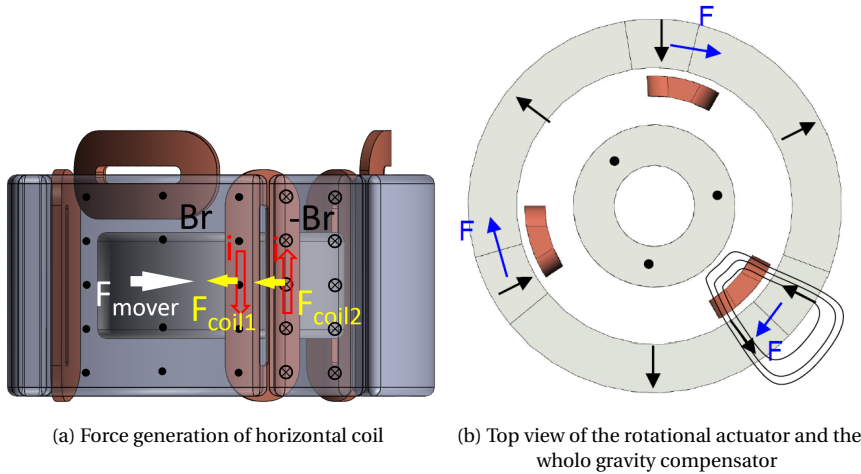 Br
-Br
i
i
F mover
F coil1
F coil2
F
F
F
(a) Force generation of horizontal coil
(b) Top view of the rotational actuator and the
wholo gravity compensator